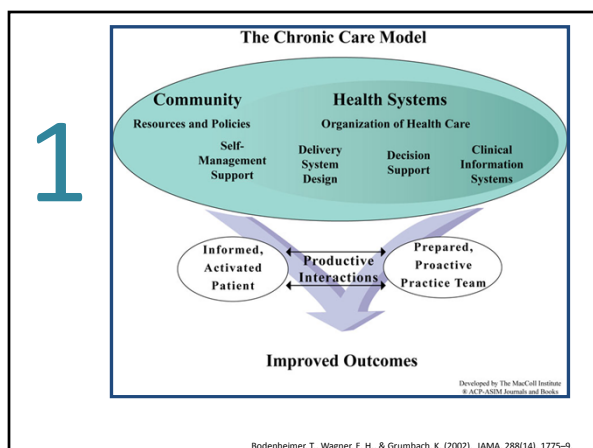 The Chronic Care Model
1
Community
Health Systems
Resources and Policies
Organization of Health Care
Self-
Management
Support
Delivery
System
Design
Decision
Support
Clinical
Information
Systems
Informed,
Activated
Patient
Productive
Interactions
Prepared,
Proactive
Practice Team
Improved Outcomes
Developed by The MacColl Institute
® ACP-ASIM Journals and Books
Bodenheimer T, Wagner E. H., & Grumbach K. (2002). JAMA, 288(14), 1775–9